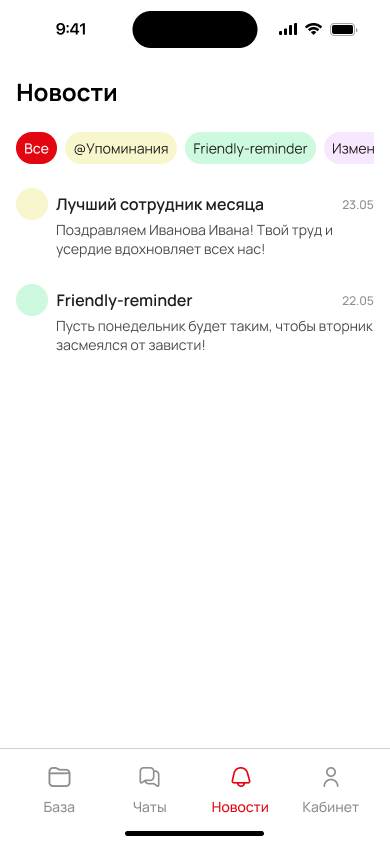 9:41
Новости
Все @Упоминания Friendly-reminder Измен
Лучший сотрудник месяца 23.05
Поздравляем Иванова Ивана! Твой труд и
усердие вдохновляет всех нас!
Friendly-reminder 22.05
Пусть понедельник будет таким, чтобы вторник
засмеялся от зависти!
База Чаты Новости Кабинет